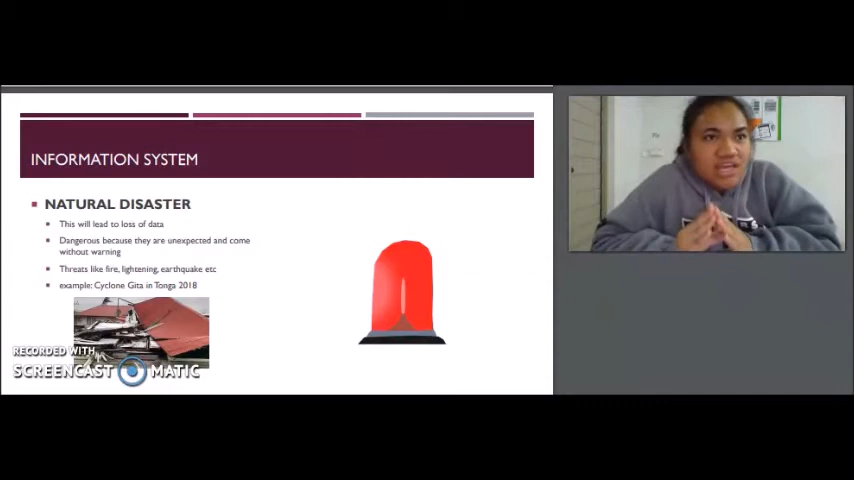 INFORMATION SYSTEM
NATURAL DISASTER
This will lead to loss of data
Dangerous because they are unexpected and come
without warning
Threats like fire, lightening, earthquake etc
example: Cyclone Gita in Tonga 2018
RECORDED WITH
SCREENCAST MATIC